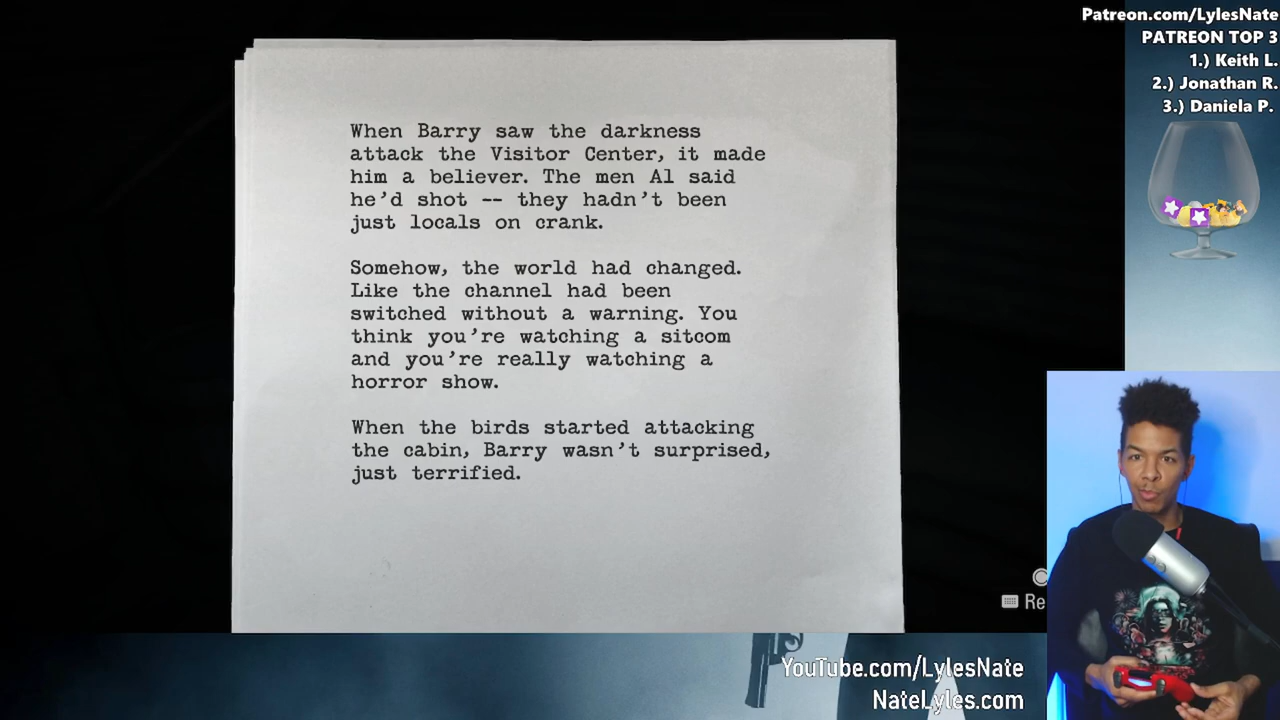 Patreon.com/LylesNate
PATREON TOP 3
1.) Keith L.
2.) Jonathan R.
3.) Daniela P.
When Barry saw the darkness
attack the Visitor Center, it made
him a believer. The men Al said
he’d shot -- they hadn’t been
just locals on crank.
Somehow, the world had changed.
Like the channel had been
switched without a warning. You
think you’re watching a sitcom
and you’re really watching a
horror show.
When the birds started attacking
the cabin, Barry wasn’t surprised,
just terrified.
Re
YouTube.com/LylesNate
NateLyles.com